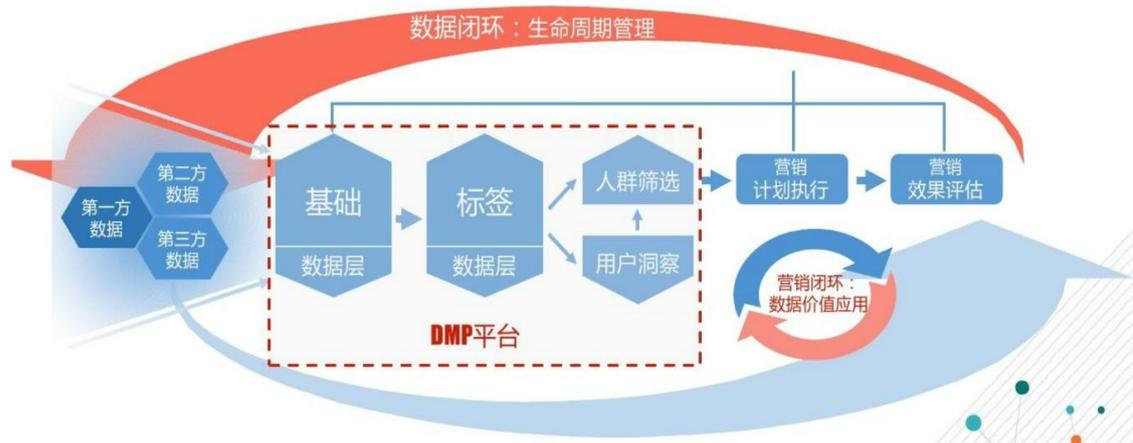 数据闭环：生命周期管理
第二方
数据
第一方
数据
第三方
数据
基础
数据层
标签
数据层
人群筛选
用户洞察
DMP平台
营销
计划执行
营销
效果评估
营销闭环：
数据价值应用